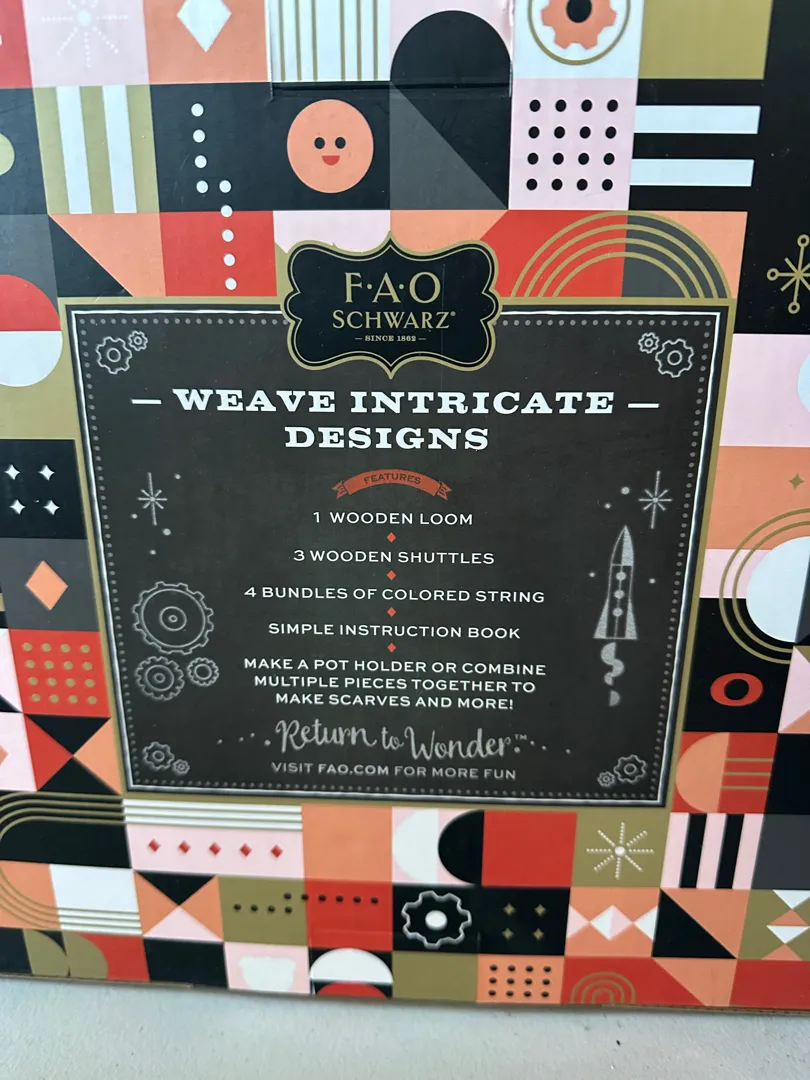 F·A·O
SCHWARZ®
— SINCE 1862 —
— WEAVE INTRICATE —
DESIGNS
FEATURES
1 WOODEN LOOM
3 WOODEN SHUTTLES
4 BUNDLES OF COLORED STRING
SIMPLE INSTRUCTION BOOK
MAKE A POT HOLDER OR COMBINE
MULTIPLE PIECES TOGETHER TO
MAKE SCARVES AND MORE!
Return to Wonder.™
VISIT FAO.COM FOR MORE FUN